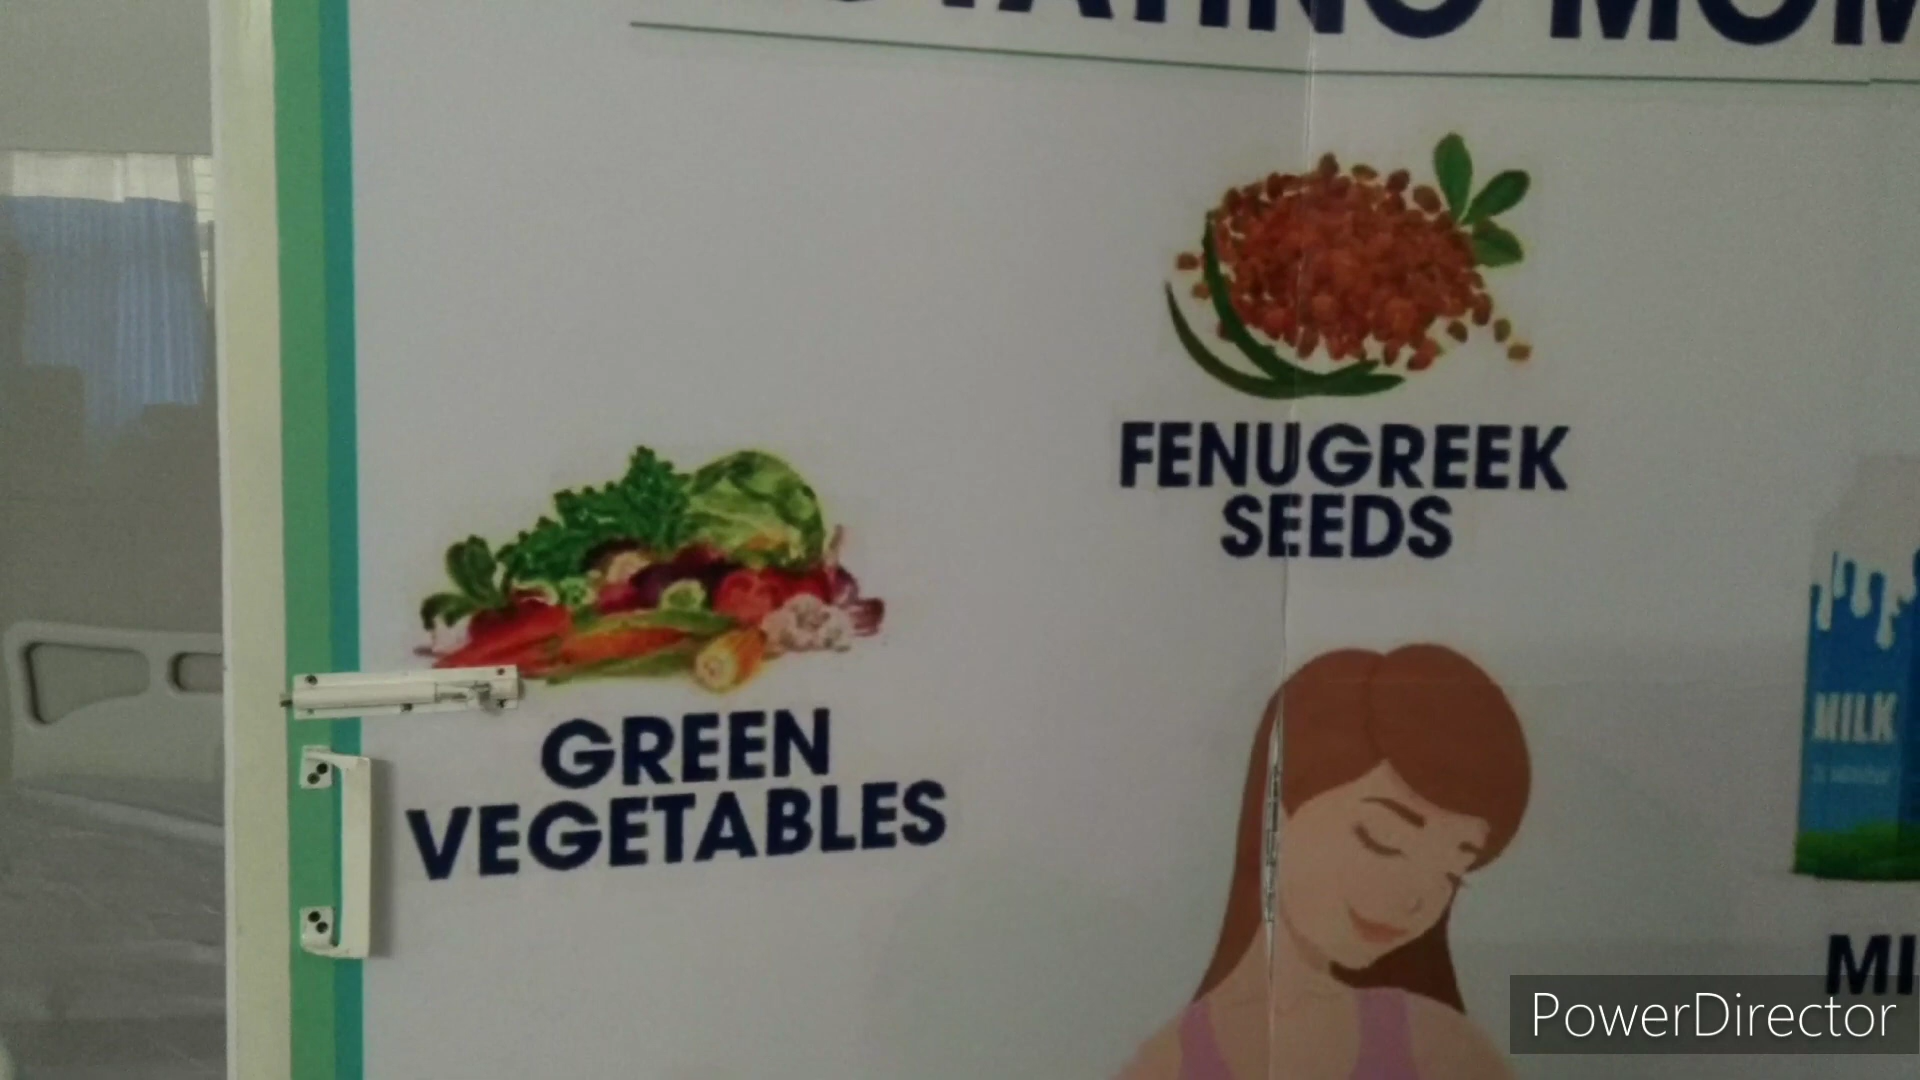 FENUGREEK
SEEDS
GREEN
VEGETABLES
MILK
PowerDirector